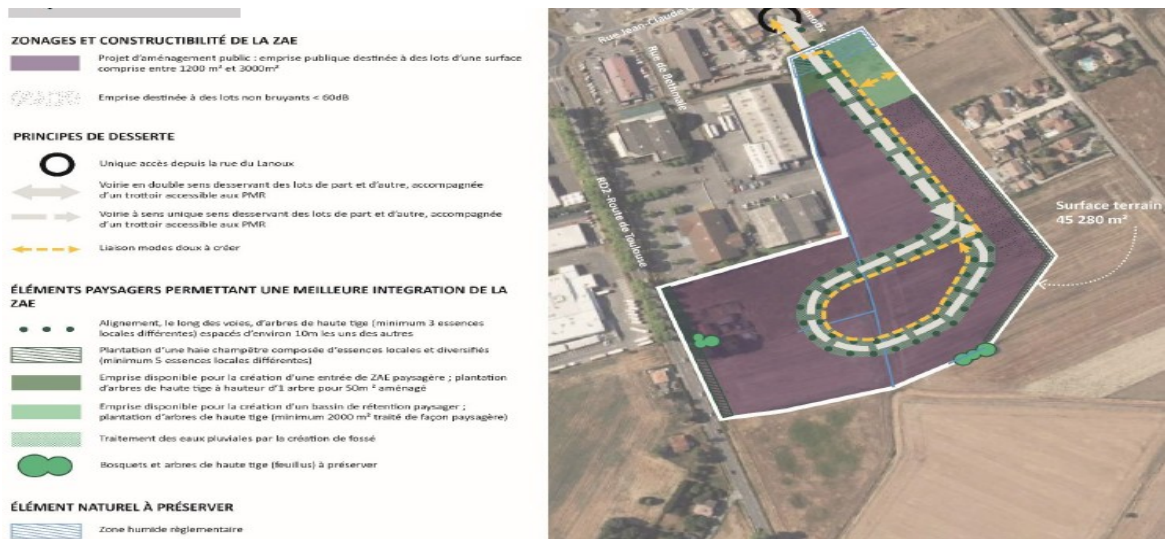 ZONAGES ET CONSTRUCTIBILITÉ DE LA ZAE
Projet d'aménagement public : emprise publique destinée à des lots d'une surface
comprise entre 1200 m² et 3000m²
Emprise destinée à des lots non bruyants < 60dB
PRINCIPES DE DESSERTE
Unique accès depuis la rue du Lanoux
Voirie en double sens desservant des lots de part et d'autre, accompagnée
d'un trottoir accessible aux PMR
Voirie à sens unique sens desservant des lots de part et d'autre, accompagnée
d'un trottoir accessible aux PMR
Liaison modes doux à créer
ÉLÉMENTS PAYSAGERS PERMETTANT UNE MEILLEURE INTEGRATION DE LA
ZAE
Alignement, le long des voies, d'arbres de haute tige (minimum 3 essences
locales différentes) espacés d'environ 10m les uns des autres
Plantation d'une haie champêtre composée d'essences locales et diversifiés
(minimum 5 essences locales différentes)
Emprise disponible pour la création d'une entrée de ZAE paysagère ; plantation
d'arbres de haute tige à hauteur d'1 arbre pour 50m ² aménagé
Emprise disponible pour la création d'un bassin de rétention paysager ;
plantation d'arbres de haute tige (minimum 2000 m² traité de façon paysagère)
Traitement des eaux pluviales par la création de fossé
Bosquets et arbres de haute tige (feuillus) à préserver
ÉLÉMENT NATUREL À PRÉSERVER
Zone humide règlementaire
Rue Jean-Claude
Lanoux
Rue de Bethmale
RD2-Route de Toulouse
Surface terrain
45 280 m²